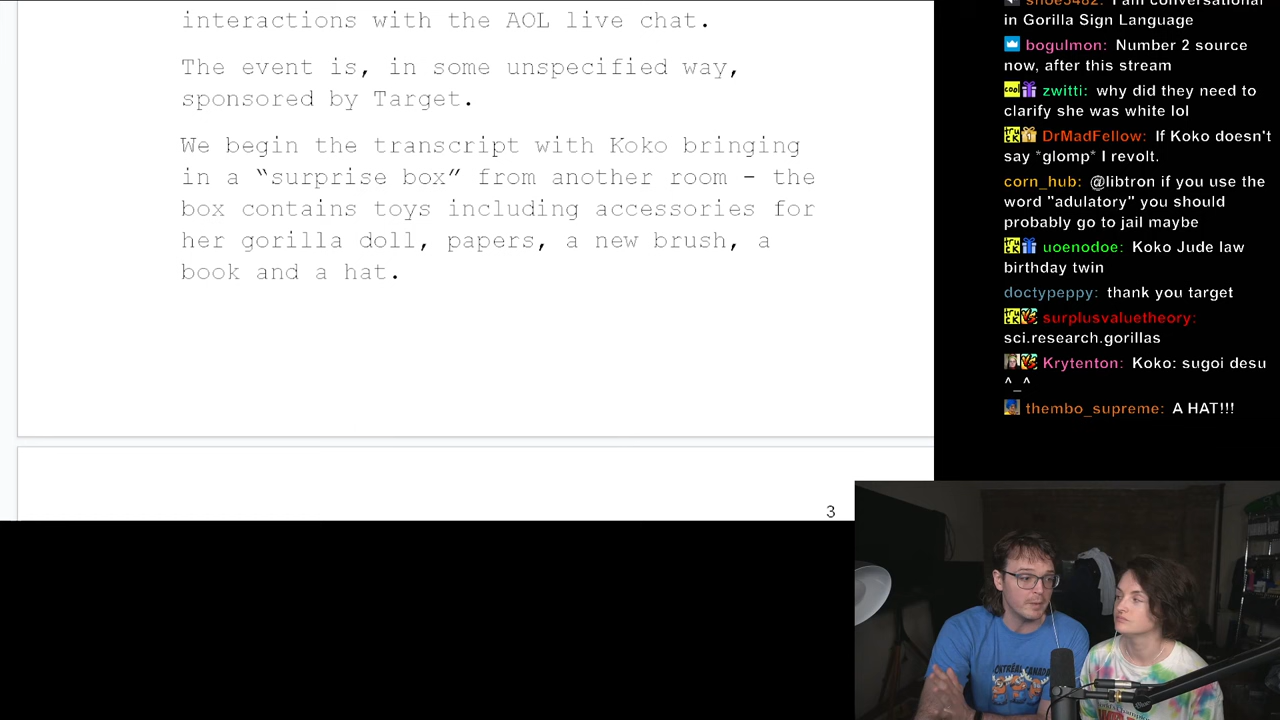 interactions with the AOL live chat.
The event is, in some unspecified way,
sponsored by Target.
We begin the transcript with Koko bringing
in a “surprise box” from another room - the
box contains toys including accessories for
her gorilla doll, papers, a new brush, a
book and a hat.
3
in Gorilla Sign Language
bogulmon: Number 2 source
now, after this stream
zwitti: why did they need to
clarify she was white lol
DrMadFellow: If Koko doesn't
say *glomp* I revolt.
corn_hub: @libtron if you use the
word "adulatory" you should
probably go to jail maybe
uoenodoe: Koko Jude law
birthday twin
doctypeppy: thank you target
surplusvaluetheory:
sci.research.gorillas
Krytenton: Koko: sugoi desu
^_^
thembo_supreme: A HAT!!!
MONTRÉAL CANADA